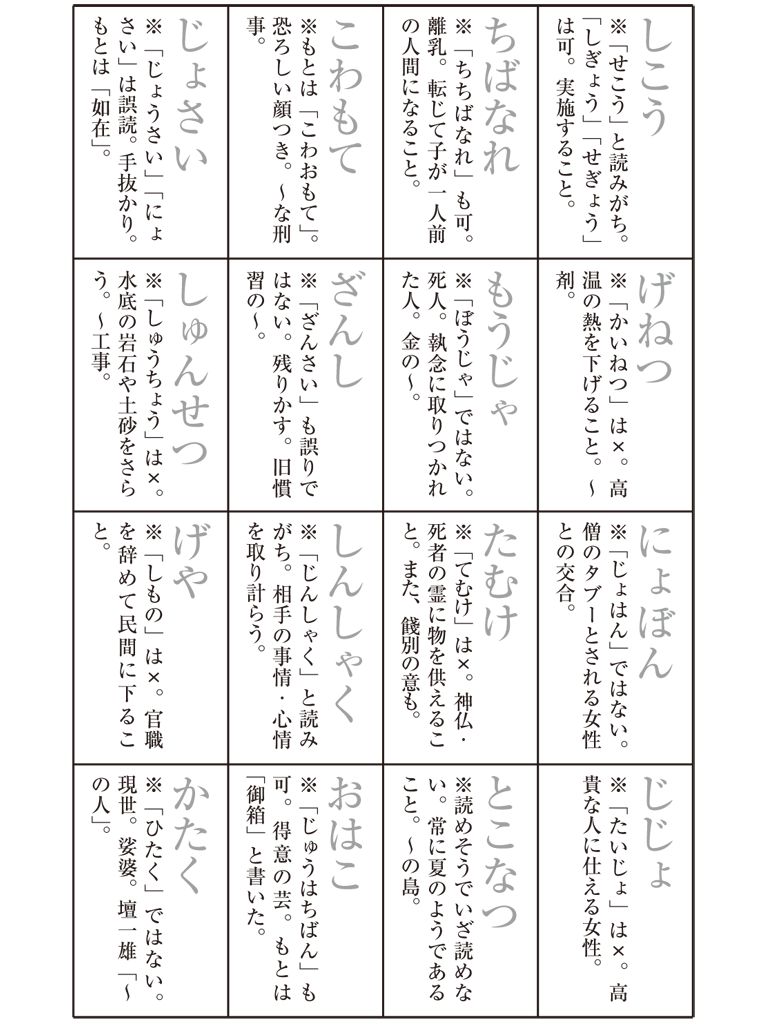 しこう
※「せこう」と読みがち。
「しぎょう」「せぎょう」
は可。実施すること。
ちばなれ
※「ちちばなれ」も可。
離乳。転じて子が一人前
の人間になること。
こわもて
※もとは「こわおもて」。
恐ろしい顔つき。～な刑
事。
じょさい
※「じょうさい」「にょ
さい」は誤読。手抜かり。
もとは「如在」。
げねつ
※「かいねつ」は×。高
温の熱を下げること。～
剤。
もうじゃ
※「ぼうじゃ」ではない。
死人。執念に取りつかれ
た人。金の～。
ざんし
※「ざんさい」も誤りで
はない。残りかす。旧慣
習の～。
しゅんせつ
※「しゅうちょう」は×。
水底の岩石や土砂をさら
う。～工事。
にょぼん
※「じょはん」ではない。
僧のタブーとされる女性
との交合。
たむけ
※「てむけ」は×。神仏・
死者の霊に物を供えるこ
と。また、餞別の意も。
しんしゃく
※「じんしゃく」と読み
がち。相手の事情・心情
を取り計らう。
げや
※「しもの」は×。官職
を辞めて民間に下るこ
と。
じじょ
※「たいじょ」は×。高
貴な人に仕える女性。
とこなつ
※読めそうでいざ読めな
い。常に夏のようである
こと。～の島。
おはこ
※「じゅうはちばん」も
可。得意の芸。もとは
「御箱」と書いた。
かたく
※「ひたく」ではない。
現世。娑婆。壇一雄「～
の人」。